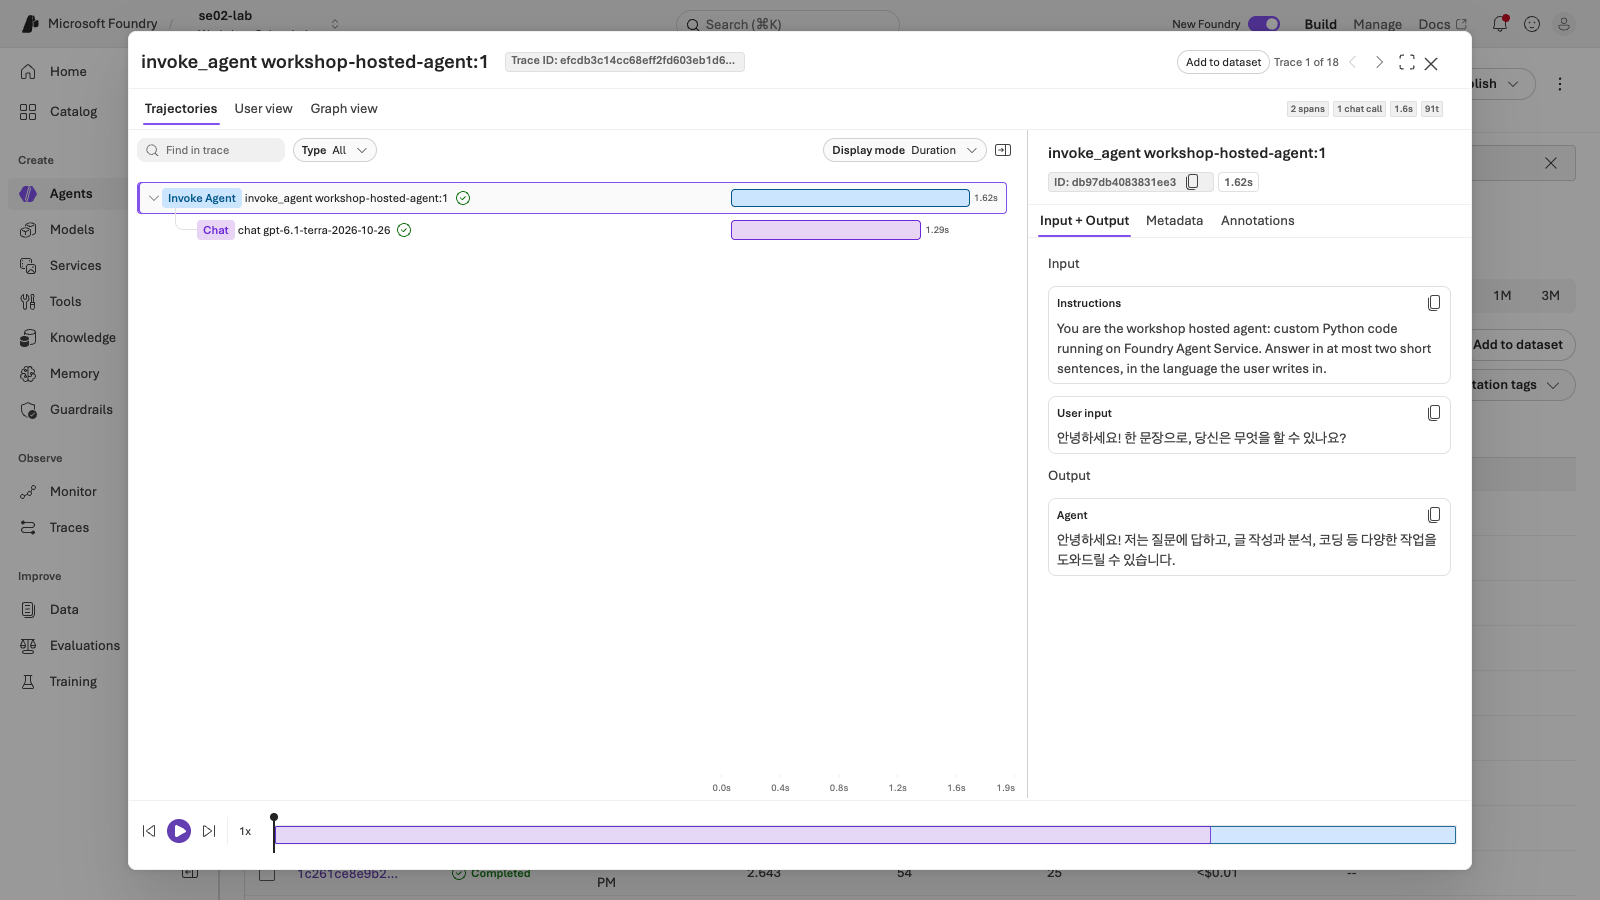 Microsoft Foundry
se02-lab
Search (⌘K)
New Foundry
Build
Manage
Docs
invoke_agent workshop-hosted-agent:1
Trace ID: efcdb3c14cc68eff2fd603eb1d6...
Add to dataset
Trace 1 of 18
Trajectories
User view
Graph view
2 spans
1 chat call
1.6s
91t
Find in trace
Type All
Display mode Duration
Invoke Agent
invoke_agent workshop-hosted-agent:1
1.62s
Chat
chat gpt-6.1-terra-2026-10-26
1.29s
0.0s
0.4s
0.8s
1.2s
1.6s
1.9s
1x
invoke_agent workshop-hosted-agent:1
ID: db97db4083831ee3
1.62s
Input + Output
Metadata
Annotations
Input
Instructions
You are the workshop hosted agent: custom Python code
running on Foundry Agent Service. Answer in at most two short
sentences, in the language the user writes in.
User input
안녕하세요! 한 문장으로, 당신은 무엇을 할 수 있나요?
Output
Agent
안녕하세요! 저는 질문에 답하고, 글 작성과 분석, 코딩 등 다양한 작업을
도와드릴 수 있습니다.
Home
Catalog
Create
Agents
Models
Services
Tools
Knowledge
Memory
Guardrails
Observe
Monitor
Traces
Improve
Data
Evaluations
Training
1M
3M
Add to dataset
tation tags
1c261ce8e9b2...
Completed
PM
2.643
54
25
<$0.01
--